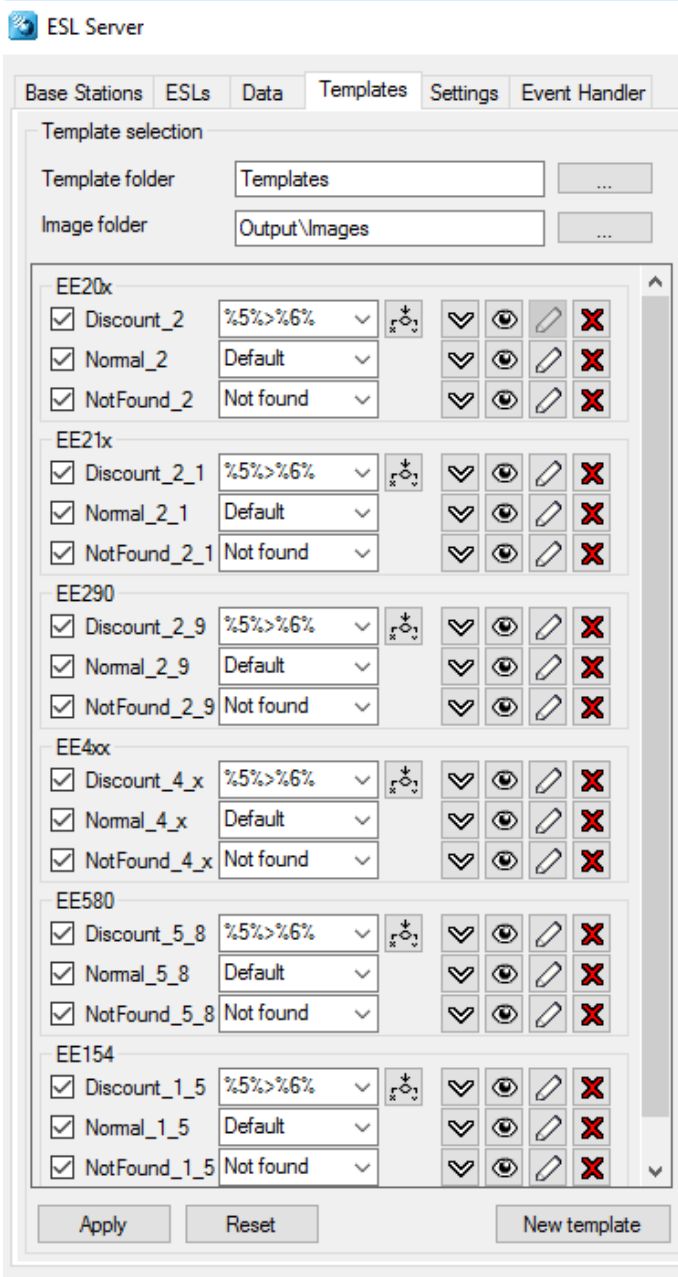 ESL Server
Base Stations ESLs Data Templates Settings Event Handler
Template selection
Template folder Templates ...
Image folder Output\Images ...
EE20x
Discount_2 %5%>%6%
Normal_2 Default
NotFound_2 Not found
EE21x
Discount_2_1 %5%>%6%
Normal_2_1 Default
NotFound_2_1 Not found
EE290
Discount_2_9 %5%>%6%
Normal_2_9 Default
NotFound_2_9 Not found
EE4xx
Discount_4_x %5%>%6%
Normal_4_x Default
NotFound_4_x Not found
EE580
Discount_5_8 %5%>%6%
Normal_5_8 Default
NotFound_5_8 Not found
EE154
Discount_1_5 %5%>%6%
Normal_1_5 Default
NotFound_1_5 Not found
Apply Reset New template